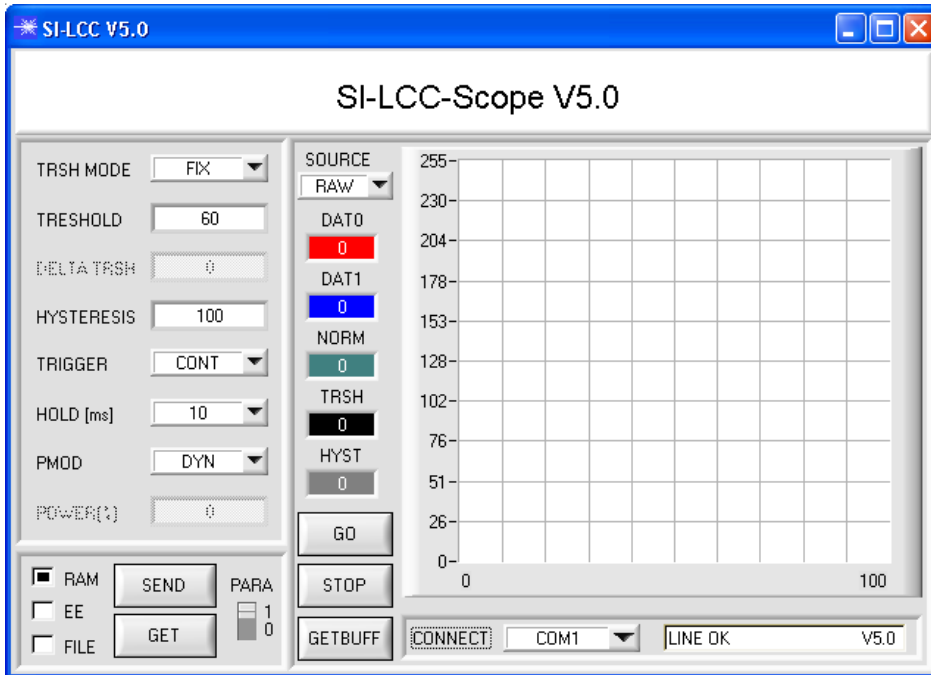 SI-LCC V5.0
SI-LCC-Scope V5.0
TRSH MODE FIX
TRESHOLD 60
DELTA TRSH 0
HYSTERESIS 100
TRIGGER CONT
HOLD [ms] 10
PMOD DYN
POWER(%) 0
RAM
EE
FILE
SEND
GET
PARA
1
0
SOURCE
RAW
DAT0
0
DAT1
0
NORM
0
TRSH
0
HYST
0
GO
STOP
GETBUFF
255
230
204
178
153
128
102
76
51
26
0
0 100
CONNECT COM1 LINE OK V5.0